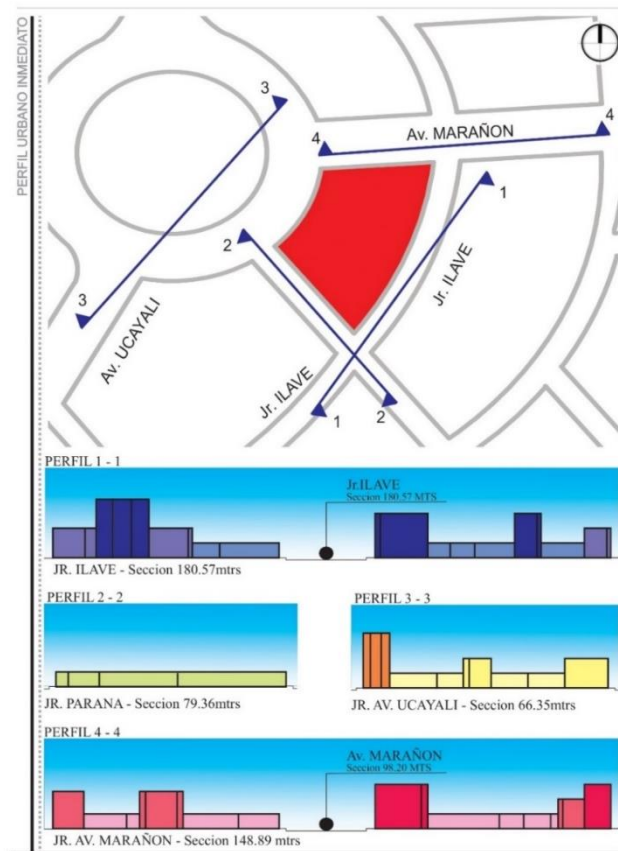 PERFIL URBANO INMEDIATO
3
4
Av. MARAÑON
4
1
2
Jr. ILAVE
3
Av. UCAYALI
Jr. ILAVE
1
2
PERFIL 1 - 1
Jr.ILAVE
Seccion 180.57 MTS
JR. ILAVE - Seccion 180.57mtrs
PERFIL 2 - 2
PERFIL 3 - 3
JR. PARANA - Seccion 79.36mtrs
JR. AV. UCAYALI - Seccion 66.35mtrs
PERFIL 4 - 4
Av. MARAÑON
Seccion 98.20 MTS
JR. AV. MARAÑON - Seccion 148.89 mtrs